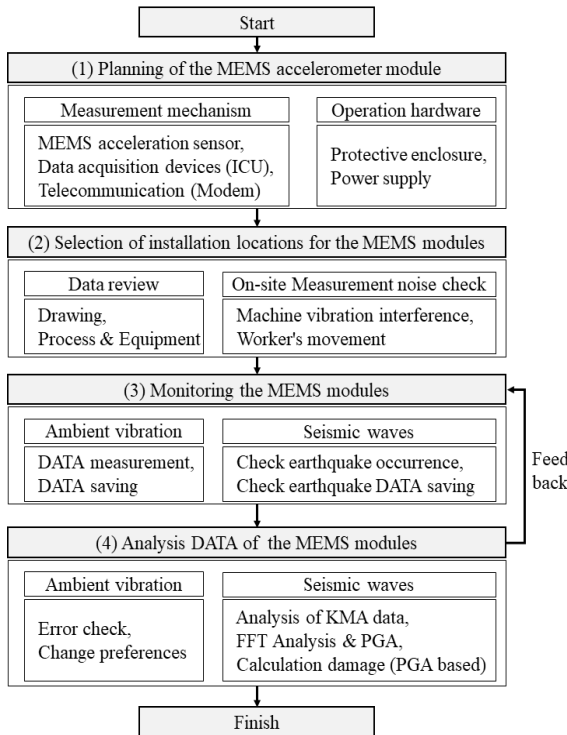 Start
(1) Planning of the MEMS accelerometer module
Measurement mechanism
MEMS acceleration sensor,
Data acquisition devices (ICU),
Telecommunication (Modem)
Operation hardware
Protective enclosure,
Power supply
(2) Selection of installation locations for the MEMS modules
Data review
Drawing,
Process & Equipment
On-site Measurement noise check
Machine vibration interference,
Worker's movement
(3) Monitoring the MEMS modules
Ambient vibration
DATA measurement,
DATA saving
Seismic waves
Check earthquake occurrence,
Check earthquake DATA saving
Feed
back
(4) Analysis DATA of the MEMS modules
Ambient vibration
Error check,
Change preferences
Seismic waves
Analysis of KMA data,
FFT Analysis & PGA,
Calculation damage (PGA based)
Finish